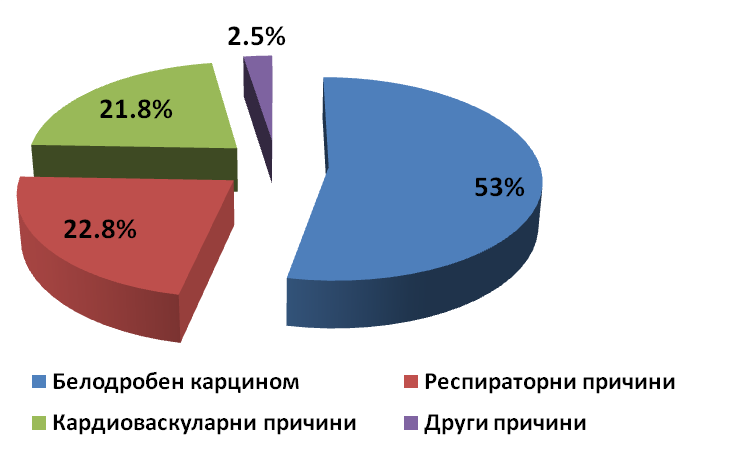 2.5%
21.8%
53%
22.8%
Белодробен карцином
Респираторни причини
Кардиоваскуларни причини
Други причини